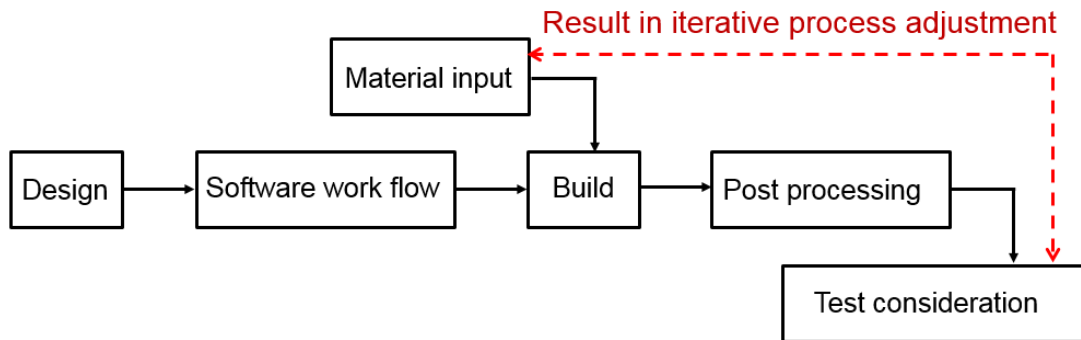 Result in iterative process adjustment
Material input
Design
Software work flow
Build
Post processing
Test consideration